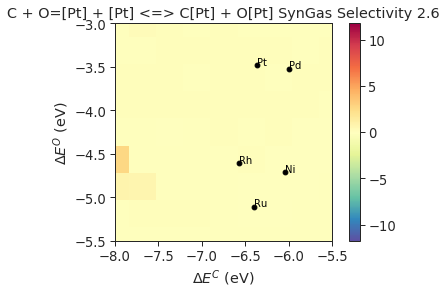 C + O=[Pt] + [Pt] <=> C[Pt] + O[Pt] SynGas Selectivity 2.6
−3.0
−3.5
−4.0
−4.5
−5.0
−5.5
ΔE^O (eV)
Pt
Pd
Rh
Ni
Ru
−8.0 −7.5 −7.0 −6.5 −6.0 −5.5
ΔE^C (eV)
10
5
0
−5
−10